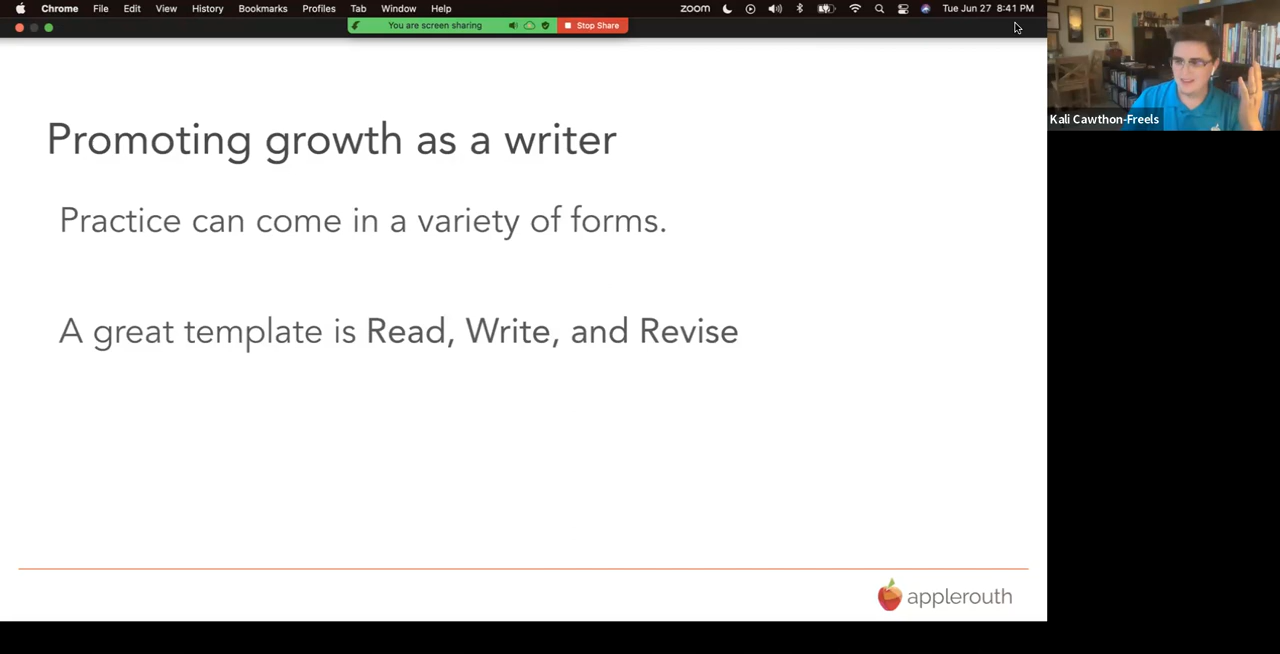 Chrome File Edit View History Bookmarks Profiles Tab Window Help zoom Tue Jun 27 8:41 PM
You are screen sharing Stop Share
Kali Cawthon-Freels
Promoting growth as a writer
Practice can come in a variety of forms.
A great template is Read, Write, and Revise
applerouth